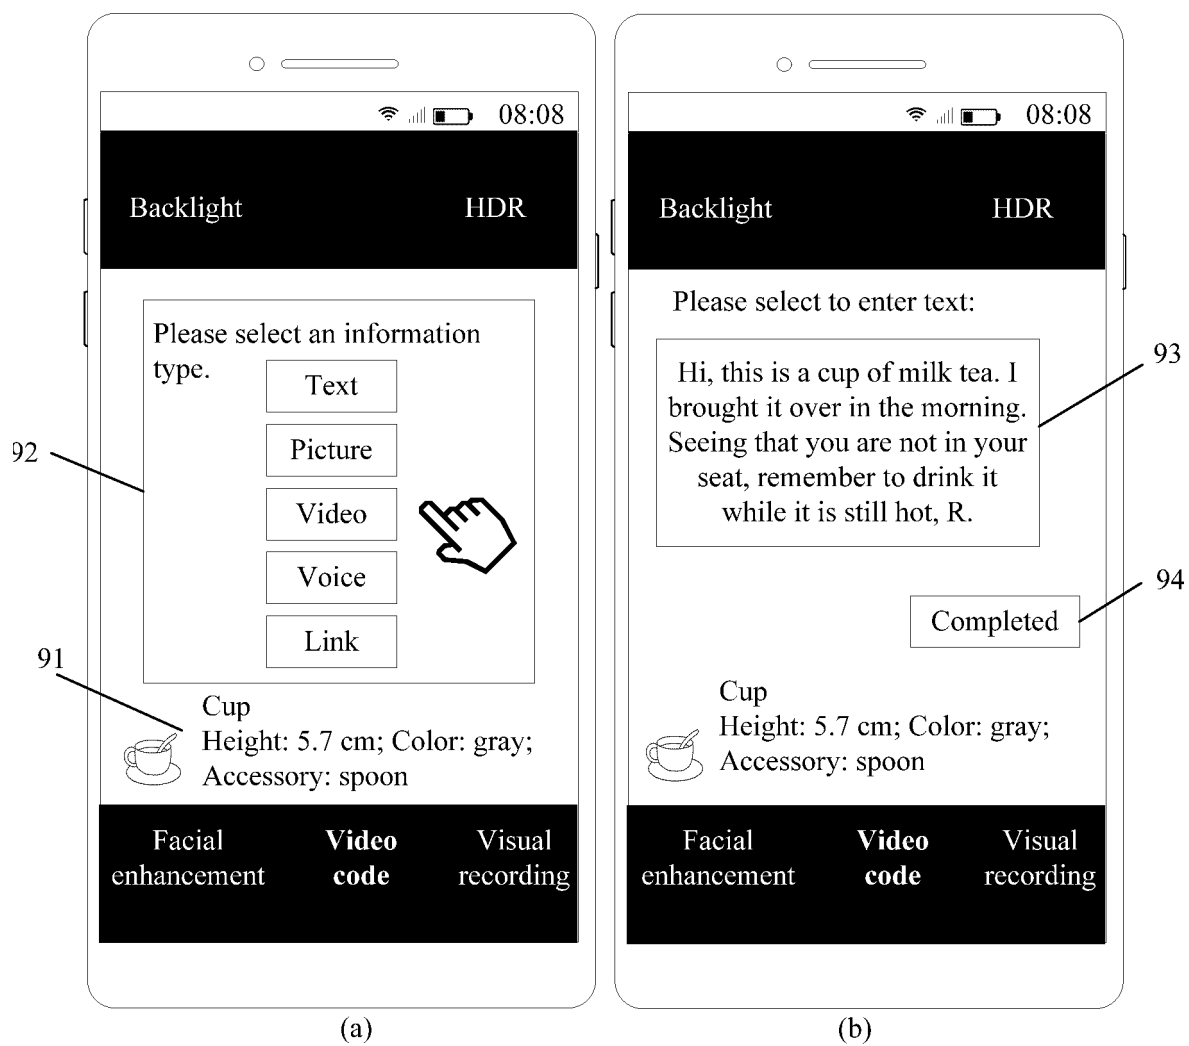 08:08
Backlight HDR
Please select an information
type.
Text
Picture
Video
Voice
Link
92
91
Cup
Height: 5.7 cm; Color: gray;
Accessory: spoon
Facial Video Visual
enhancement code recording
(a)
08:08
Backlight HDR
Please select to enter text:
Hi, this is a cup of milk tea. I
brought it over in the morning.
Seeing that you are not in your
seat, remember to drink it
while it is still hot, R.
93
Completed
94
Cup
Height: 5.7 cm; Color: gray;
Accessory: spoon
Facial Video Visual
enhancement code recording
(b)